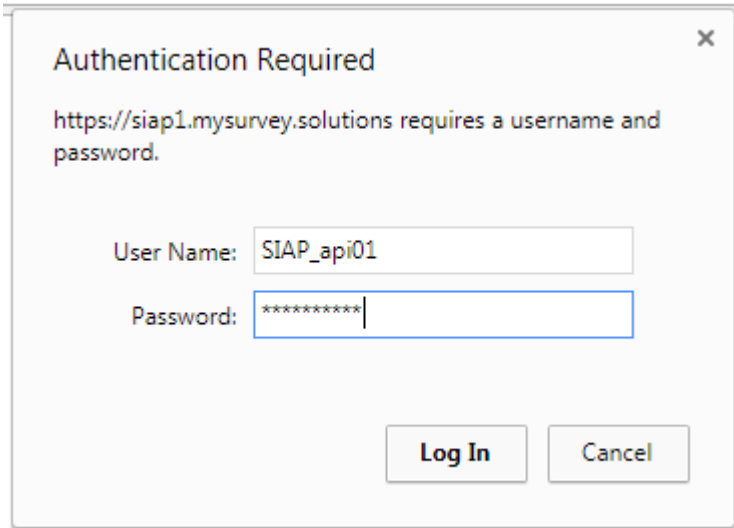 Authentication Required
https://siap1.mysurvey.solutions requires a username and
password.
User Name: SIAP_api01
Password: **********
Log In Cancel